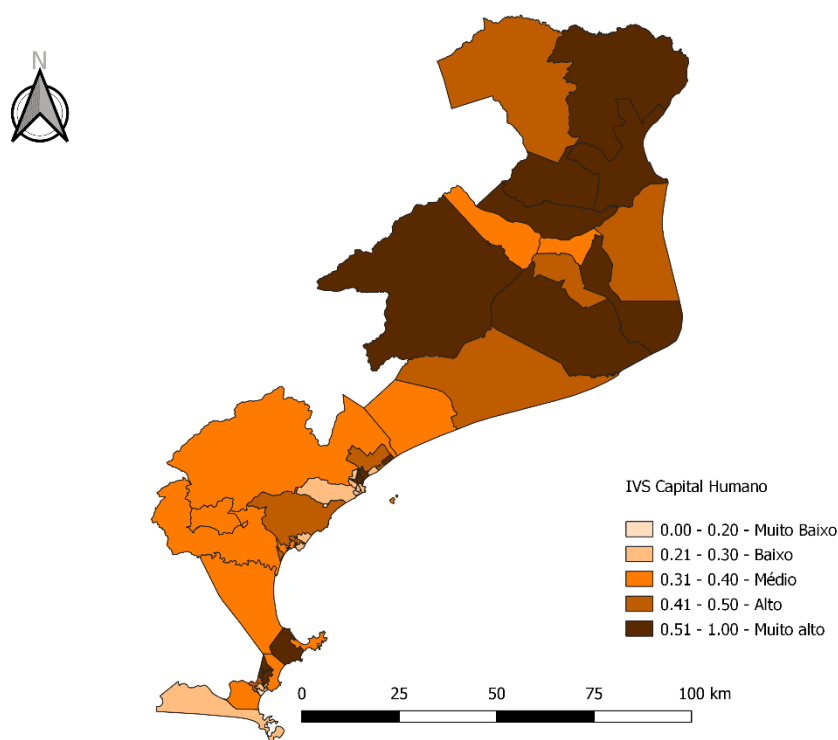 N
IVS Capital Humano
0.00 - 0.20 - Muito Baixo
0.21 - 0.30 - Baixo
0.31 - 0.40 - Médio
0.41 - 0.50 - Alto
0.51 - 1.00 - Muito alto
0 25 50 75 100 km